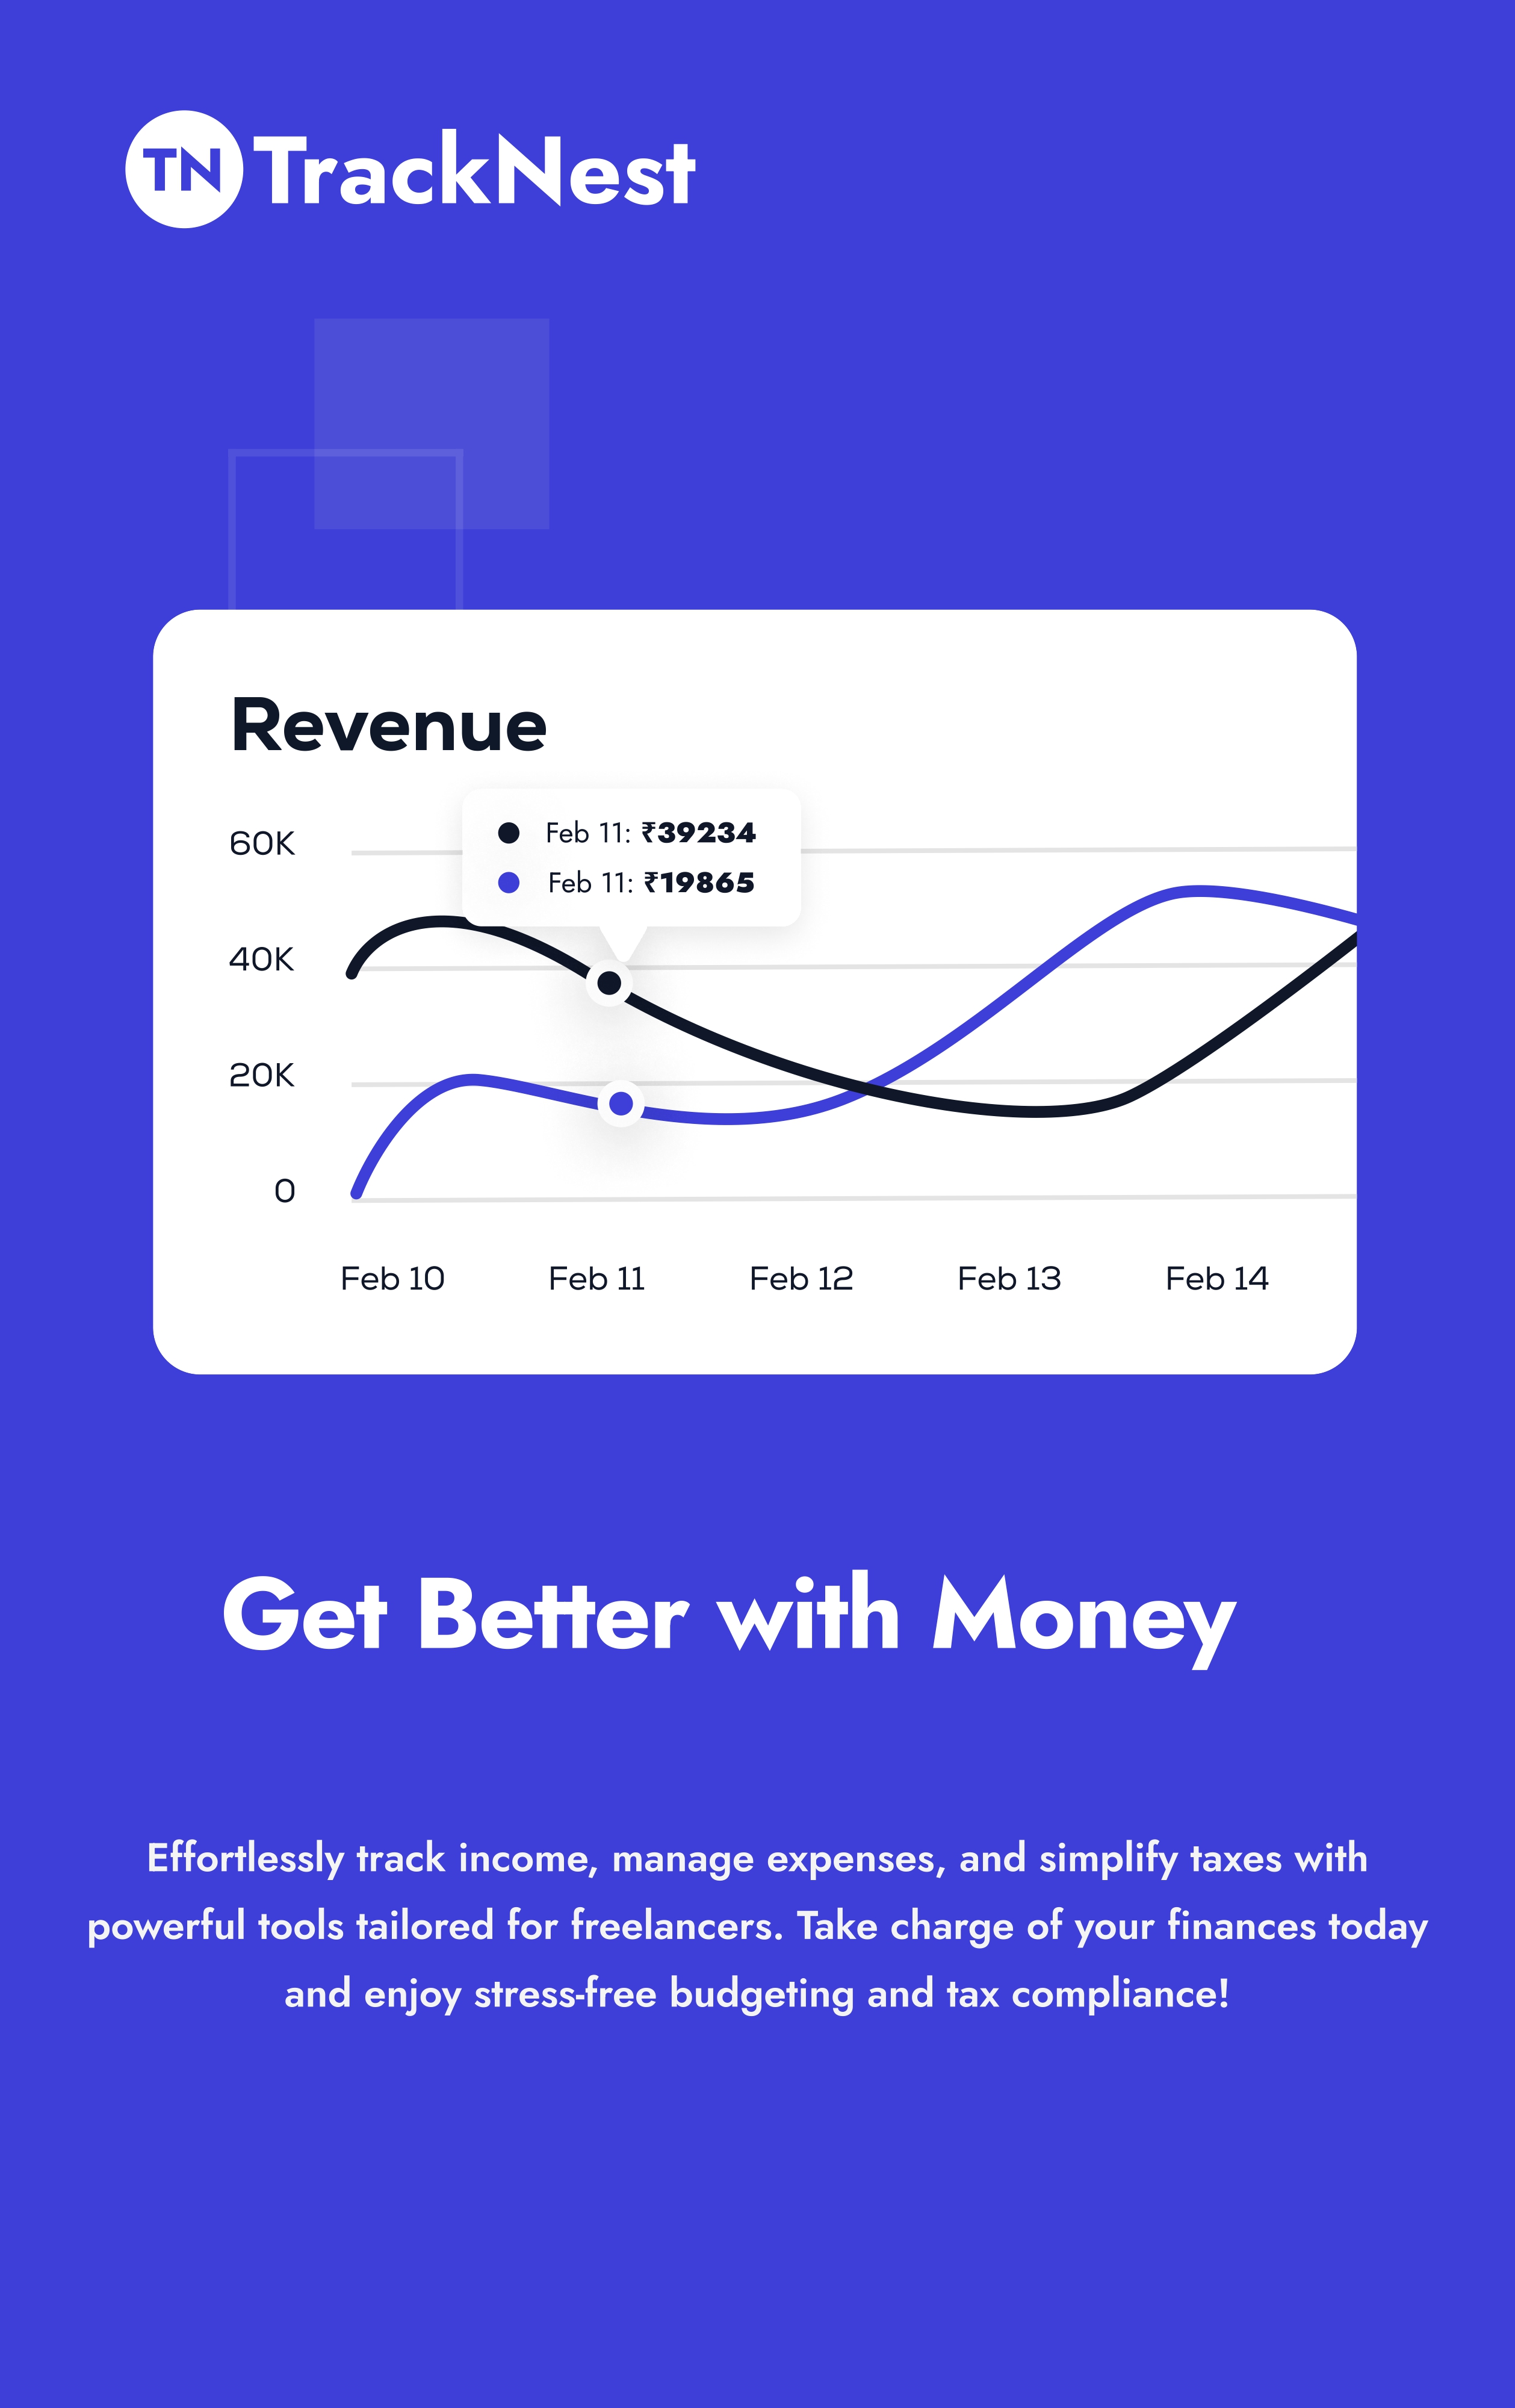 TN TrackNest
Revenue
Feb 11: ₹39234
Feb 11: ₹19865
60K
40K
20K
0
Feb 10 Feb 11 Feb 12 Feb 13 Feb 14
Get Better with Money
Effortlessly track income, manage expenses, and simplify taxes with
powerful tools tailored for freelancers. Take charge of your finances today
and enjoy stress-free budgeting and tax compliance!